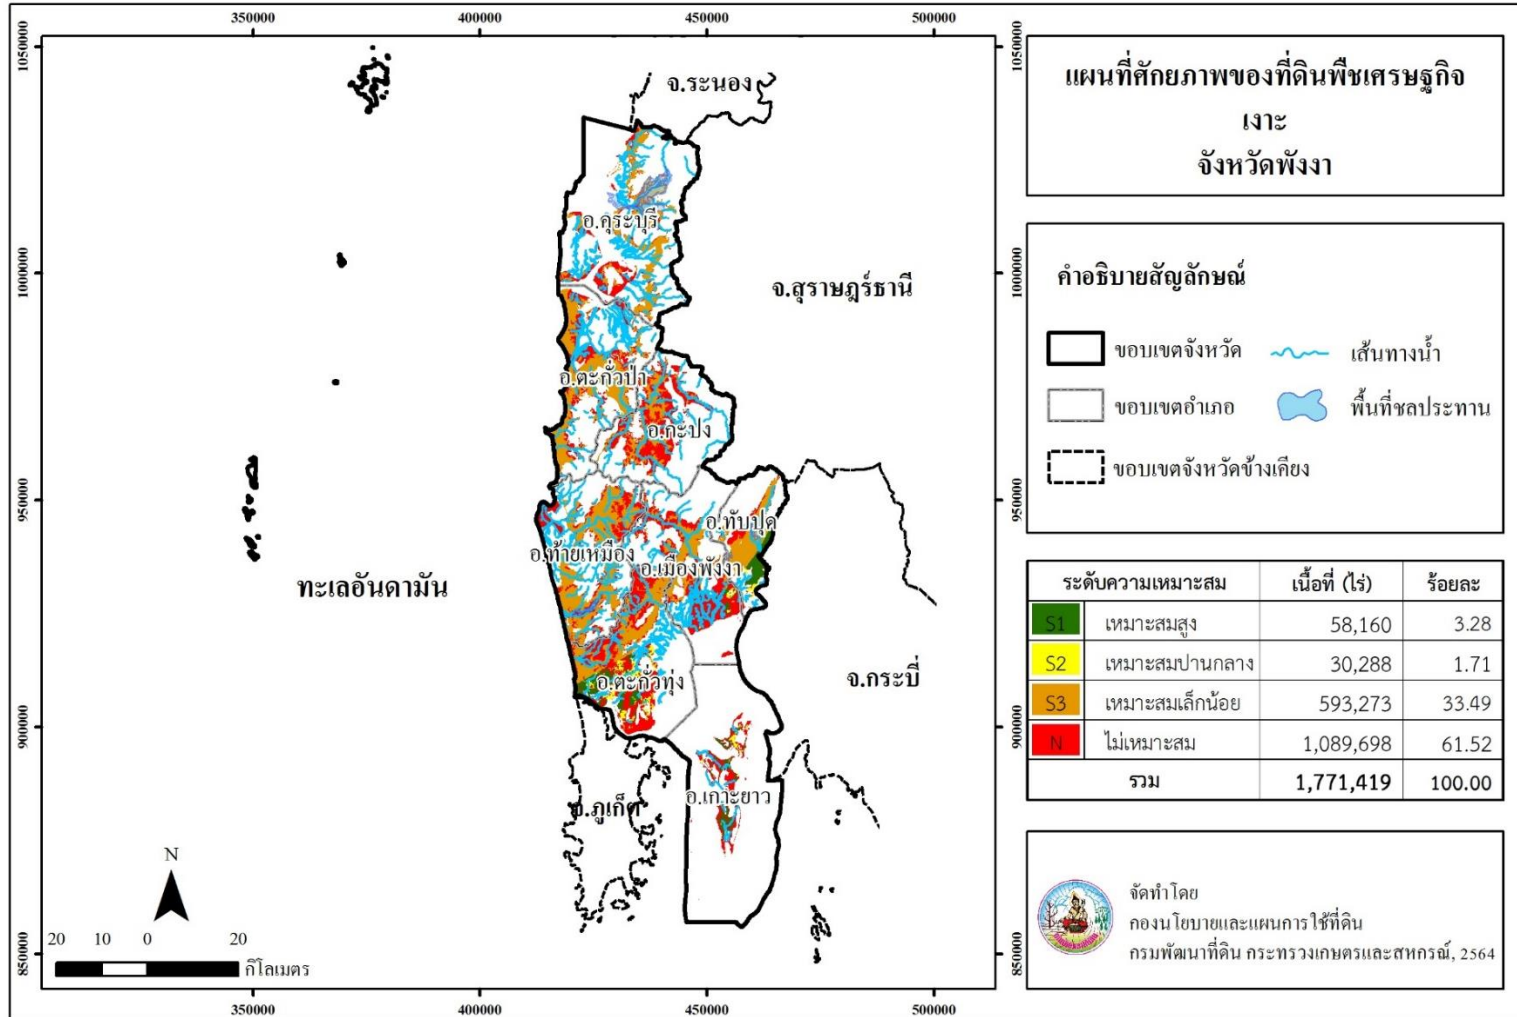 350000 400000 450000 500000
1050000 1050000
1000000 1000000
950000 950000
900000 900000
850000 850000
จ.ระนอง
อ.คุระบุรี
จ.สุราษฎร์ธานี
อ.ตะกั่วป่า
อ.กะปง
อ.ทับปุด
อ.ท้ายเหมือง
อ.เมืองพังงา
ทะเลอันดามัน
อ.ตะกั่วทุ่ง
จ.กระบี่
อ.เกาะยาว
จ.ภูเก็ต
N
20 10 0 20
กิโลเมตร
350000 400000 450000 500000
แผนที่ศักยภาพของที่ดินพืชเศรษฐกิจ
เงาะ
จังหวัดพังงา
คำอธิบายสัญลักษณ์
ขอบเขตจังหวัด เส้นทางน้ำ
ขอบเขตอำเภอ พื้นที่ชลประทาน
ขอบเขตจังหวัดข้างเคียง
ระดับความเหมาะสม เนื้อที่ (ไร่) ร้อยละ
S1 เหมาะสมสูง 58,160 3.28
S2 เหมาะสมปานกลาง 30,288 1.71
S3 เหมาะสมเล็กน้อย 593,273 33.49
N ไม่เหมาะสม 1,089,698 61.52
รวม 1,771,419 100.00
จัดทำโดย
กองนโยบายและแผนการใช้ที่ดิน
กรมพัฒนาที่ดิน กระทรวงเกษตรและสหกรณ์, 2564